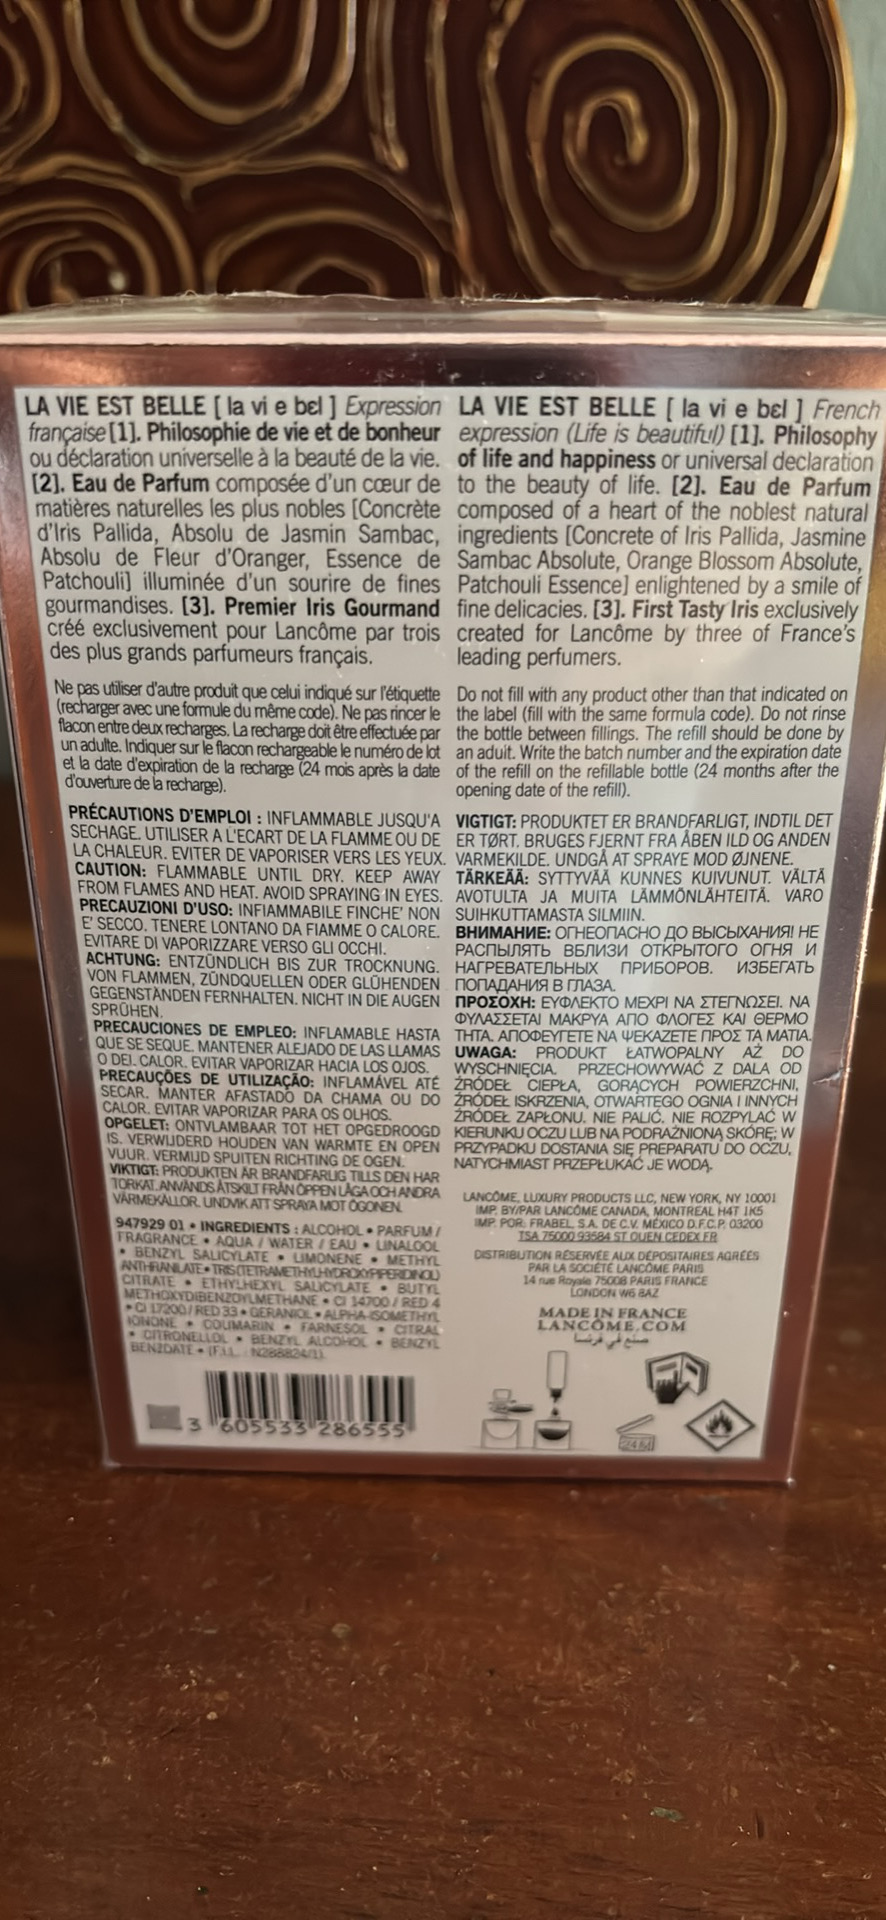 LA VIE EST BELLE [ la vi e bεl ] Expression
française [1]. Philosophie de vie et de bonheur
ou déclaration universelle à la beauté de la vie.
[2]. Eau de Parfum composée d'un cœur de
matières naturelles les plus nobles [Concrète
d'Iris Pallida, Absolu de Jasmin Sambac,
Absolu de Fleur d'Oranger, Essence de
Patchouli] illuminée d'un sourire de fines
gourmandises. [3]. Premier Iris Gourmand
créé exclusivement pour Lancôme par trois
des plus grands parfumeurs français.
Ne pas utiliser d'autre produit que celui indiqué sur l'étiquette
(recharger avec une formule du même code). Ne pas rincer le
flacon entre deux recharges. La recharge doit être effectuée par
un adulte. Indiquer sur le flacon rechargeable le numéro de lot
et la date d'expiration de la recharge (24 mois après la date
d'ouverture de la recharge).
PRÉCAUTIONS D'EMPLOI : INFLAMMABLE JUSQU'A
SECHAGE. UTILISER A L'ECART DE LA FLAMME OU DE
LA CHALEUR. EVITER DE VAPORISER VERS LES YEUX.
CAUTION: FLAMMABLE UNTIL DRY. KEEP AWAY
FROM FLAMES AND HEAT. AVOID SPRAYING IN EYES.
PRECAUZIONI D'USO: INFIAMMABILE FINCHE' NON
E' SECCO. TENERE LONTANO DA FIAMME O CALORE.
EVITARE DI VAPORIZZARE VERSO GLI OCCHI.
ACHTUNG: ENTZÜNDLICH BIS ZUR TROCKNUNG.
VON FLAMMEN, ZÜNDQUELLEN ODER GLÜHENDEN
GEGENSTÄNDEN FERNHALTEN. NICHT IN DIE AUGEN
SPRÜHEN.
PRECAUCIONES DE EMPLEO: INFLAMABLE HASTA
QUE SE SEQUE. MANTENER ALEJADO DE LAS LLAMAS
O DEL CALOR. EVITAR VAPORIZAR HACIA LOS OJOS.
PRECAUÇÕES DE UTILIZAÇÃO: INFLAMÁVEL ATÉ
SECAR. MANTER AFASTADO DA CHAMA OU DO
CALOR. EVITAR VAPORIZAR PARA OS OLHOS.
OPGELET: ONTVLAMBAAR TOT HET OPGEDROOGD
IS. VERWIJDERD HOUDEN VAN WARMTE EN OPEN
VUUR. VERMIJD SPUITEN RICHTING DE OGEN.
VIKTIGT: PRODUKTEN ÄR BRANDFARLIG TILLS DEN HAR
TORKAT. ANVÄNDS ÅTSKILT FRÅN ÖPPEN LÅGA OCH ANDRA
VÄRMEKÄLLOR. UNDVIK ATT SPRAYA MOT ÖGONEN.
947929 01 • INGREDIENTS : ALCOHOL • PARFUM /
FRAGRANCE • AQUA / WATER / EAU • LINALOOL
• BENZYL SALICYLATE • LIMONENE • METHYL
ANTHRANILATE • TRIS(TETRAMETHYLHYDROXYPIPERIDINOL)
CITRATE • ETHYLHEXYL SALICYLATE • BUTYL
METHOXYDIBENZOYLMETHANE • CI 14700 / RED 4
• CI 17200 / RED 33 • GERANIOL • ALPHA-ISOMETHYL
IONONE • COUMARIN • FARNESOL • CITRAL
• CITRONELLOL • BENZYL ALCOHOL • BENZYL
BENZOATE • (F.I.L. : N288824/1).
3 605533 286555
LA VIE EST BELLE [ la vi e bεl ] French
expression (Life is beautiful) [1]. Philosophy
of life and happiness or universal declaration
to the beauty of life. [2]. Eau de Parfum
composed of a heart of the noblest natural
ingredients [Concrete of Iris Pallida, Jasmine
Sambac Absolute, Orange Blossom Absolute,
Patchouli Essence] enlightened by a smile of
fine delicacies. [3]. First Tasty Iris exclusively
created for Lancôme by three of France's
leading perfumers.
Do not fill with any product other than that indicated on
the label (fill with the same formula code). Do not rinse
the bottle between fillings. The refill should be done by
an adult. Write the batch number and the expiration date
of the refill on the refillable bottle (24 months after the
opening date of the refill).
VIGTIGT: PRODUKTET ER BRANDFARLIGT, INDTIL DET
ER TØRT. BRUGES FJERNT FRA ÅBEN ILD OG ANDEN
VARMEKILDE. UNDGÅ AT SPRAYE MOD ØJNENE.
TÄRKEÄÄ: SYTTYVÄÄ KUNNES KUIVUNUT. VÄLTÄ
AVOTULTA JA MUITA LÄMMÖNLÄHTEITÄ. VARO
SUIHKUTTAMASTA SILMIIN.
ВНИМАНИЕ: ОГНЕОПАСНО ДО ВЫСЫХАНИЯ! НЕ
РАСПЫЛЯТЬ ВБЛИЗИ ОТКРЫТОГО ОГНЯ И
НАГРЕВАТЕЛЬНЫХ ПРИБОРОВ. ИЗБЕГАТЬ
ПОПАДАНИЯ В ГЛАЗА.
ΠΡΟΣΟΧΗ: ΕΥΦΛΕΚΤΟ ΜΕΧΡΙ ΝΑ ΣΤΕΓΝΩΣΕΙ. ΝΑ
ΦΥΛΑΣΣΕΤΑΙ ΜΑΚΡΥΑ ΑΠΟ ΦΛΟΓΕΣ ΚΑΙ ΘΕΡΜΟ
ΤΗΤΑ. ΑΠΟΦΕΥΓΕΤΕ ΝΑ ΨΕΚΑΖΕΤΕ ΠΡΟΣ ΤΑ ΜΑΤΙΑ.
UWAGA: PRODUKT ŁATWOPALNY AŻ DO
WYSCHNIĘCIA. PRZECHOWYWAĆ Z DALA OD
ŹRÓDEŁ CIEPŁA, GORĄCYCH POWIERZCHNI,
ŹRÓDEŁ ISKRZENIA, OTWARTEGO OGNIA I INNYCH
ŹRÓDEŁ ZAPŁONU. NIE PALIĆ. NIE ROZPYLAĆ W
KIERUNKU OCZU LUB NA PODRAŻNIONĄ SKÓRĘ; W
PRZYPADKU DOSTANIA SIĘ PREPARATU DO OCZU,
NATYCHMIAST PRZEPŁUKAĆ JE WODĄ.
LANCÔME, LUXURY PRODUCTS LLC, NEW YORK, NY 10001
IMP. BY/PAR LANCÔME CANADA, MONTREAL H4T 1K5
IMP. POR: FRABEL, S.A. DE C.V. MÉXICO D.F.C.P. 03200
TSA 75000 93584 ST OUEN CEDEX FR
DISTRIBUTION RÉSERVÉE AUX DÉPOSITAIRES AGRÉÉS
PAR LA SOCIÉTÉ LANCÔME PARIS
14 rue Royale 75008 PARIS FRANCE
LONDON W6 8AZ
MADE IN FRANCE
LANCÔME.COM
صنع في فرنسا
24 M